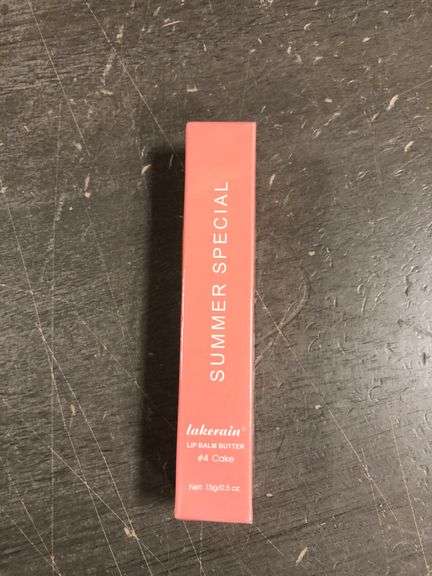 SUMMER SPECIAL
lakerain®
LIP BALM BUTTER
#4 Cake
Net: 15g/0.5 oz